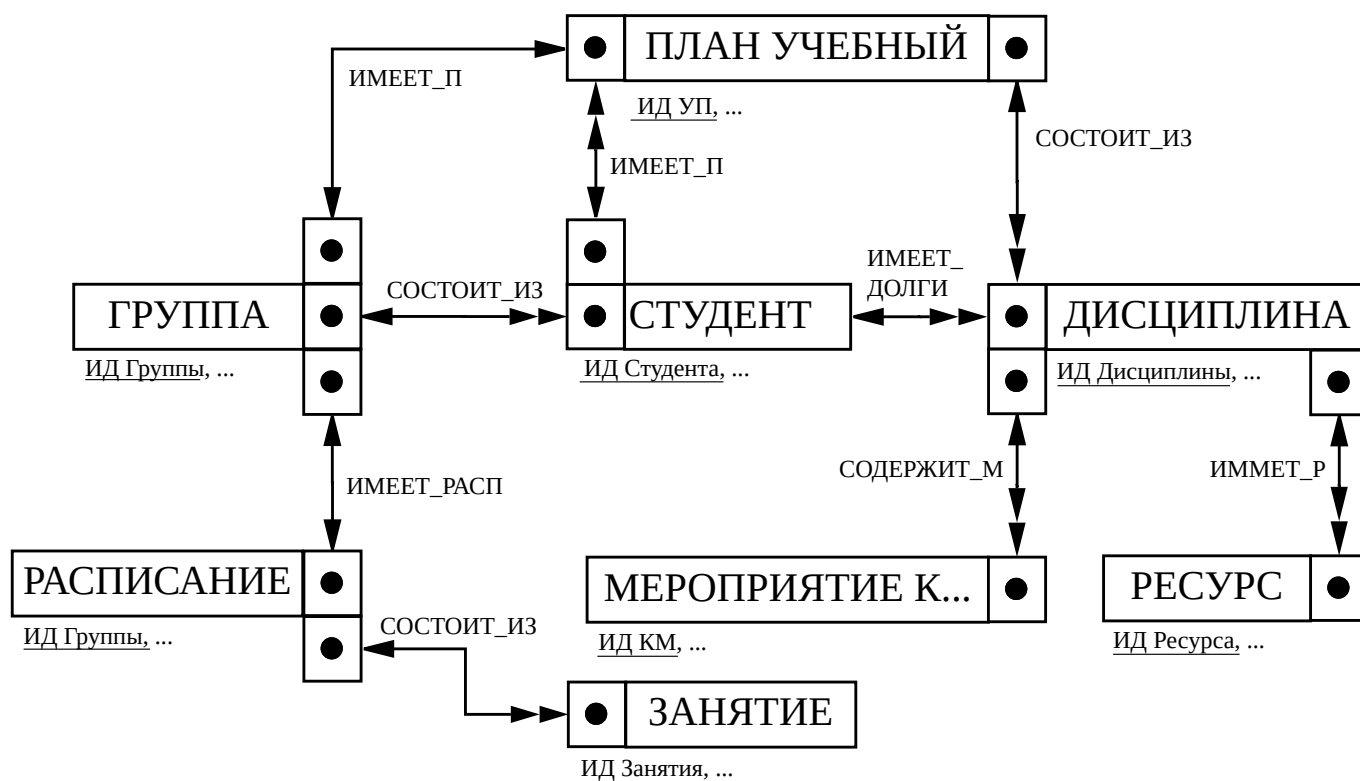 ПЛАН УЧЕБНЫЙ
ИМЕЕТ_П
ИД УП, ...
СОСТОИТ_ИЗ
ИМЕЕТ_П
ИМЕЕТ_
ДОЛГИ
СОСТОИТ_ИЗ
ГРУППА
СТУДЕНТ
ДИСЦИПЛИНА
ИД Группы, ...
ИД Студента, ...
ИД Дисциплины, ...
СОДЕРЖИТ_М
ИММЕТ_Р
ИМЕЕТ_РАСП
РАСПИСАНИЕ
МЕРОПРИЯТИЕ К...
РЕСУРС
ИД Группы, ...
СОСТОИТ_ИЗ
ИД КМ, ...
ИД Ресурса, ...
ЗАНЯТИЕ
ИД Занятия, ...